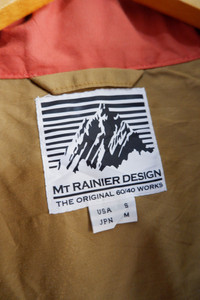 MT RAINIER DESIGN
THE ORIGINAL 60/40 WORKS
USA S
JPN M